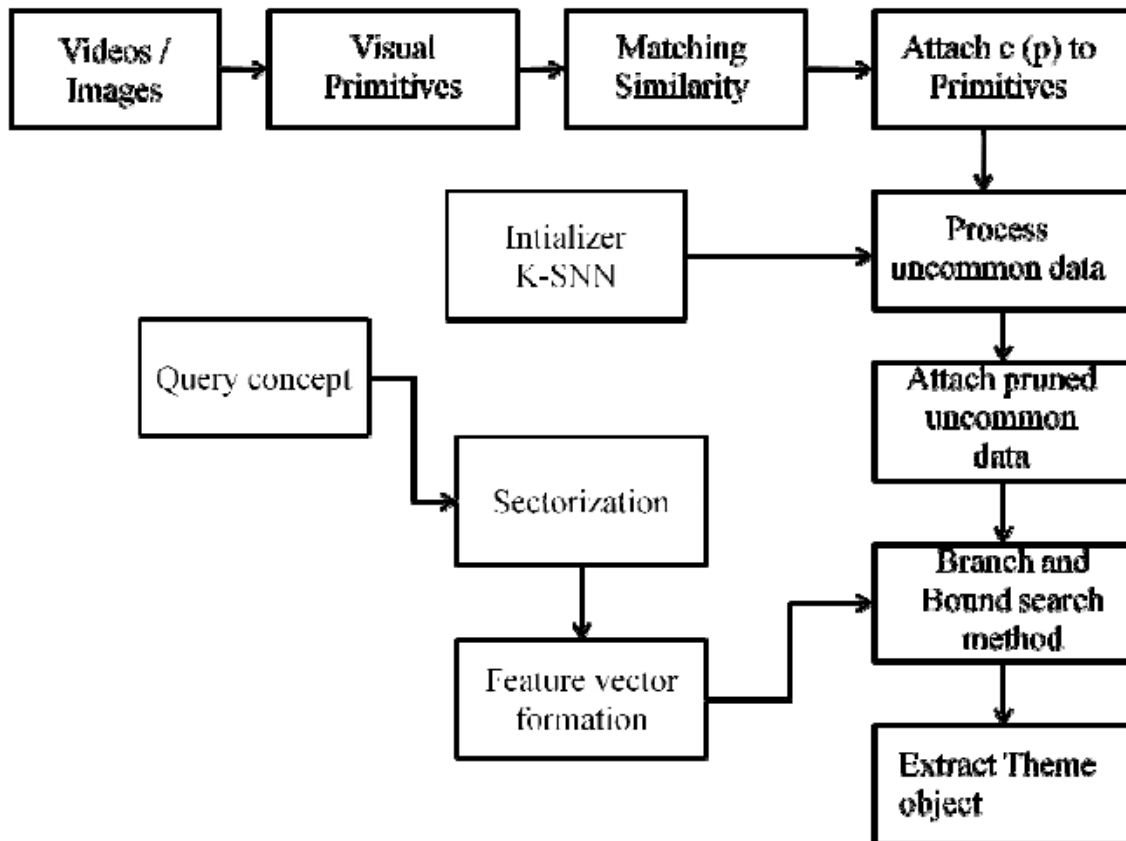 Videos /
Images
Visual
Primitives
Matching
Similarity
Attach c (p) to
Primitives
Intializer
K-SNN
Process
uncommon data
Query concept
Attach pruned
uncommon
data
Sectorization
Branch and
Bound search
method
Feature vector
formation
Extract Theme
object